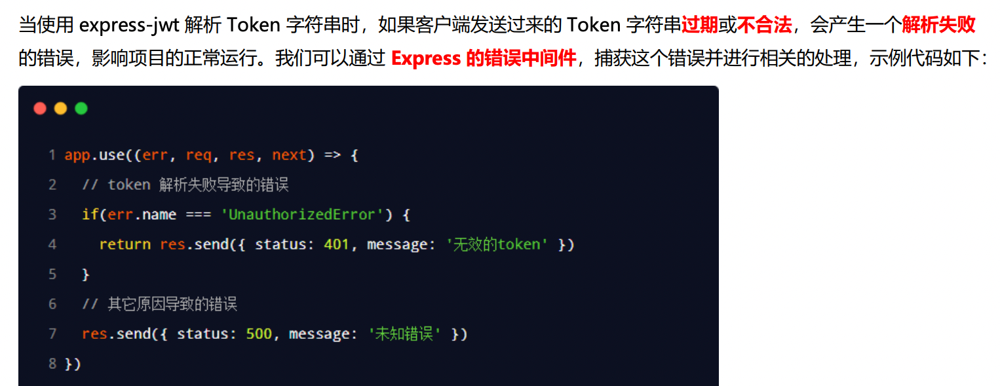 当使用 express-jwt 解析 Token 字符串时，如果客户端发送过来的 Token 字符串过期或不合法，会产生一个解析失败
的错误，影响项目的正常运行。我们可以通过 Express 的错误中间件，捕获这个错误并进行相关的处理，示例代码如下：
1 app.use((err, req, res, next) => {
2   // token 解析失败导致的错误
3   if(err.name === 'UnauthorizedError') {
4     return res.send({ status: 401, message: '无效的token' })
5   }
6   // 其它原因导致的错误
7   res.send({ status: 500, message: '未知错误' })
8 })